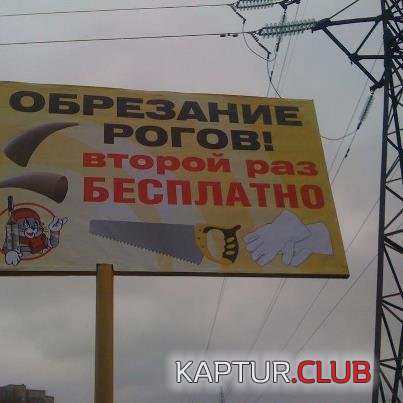 ОБРЕЗАНИЕ
РОГОВ!
второй раз
БЕСПЛАТНО
KAPTUR.CLUB